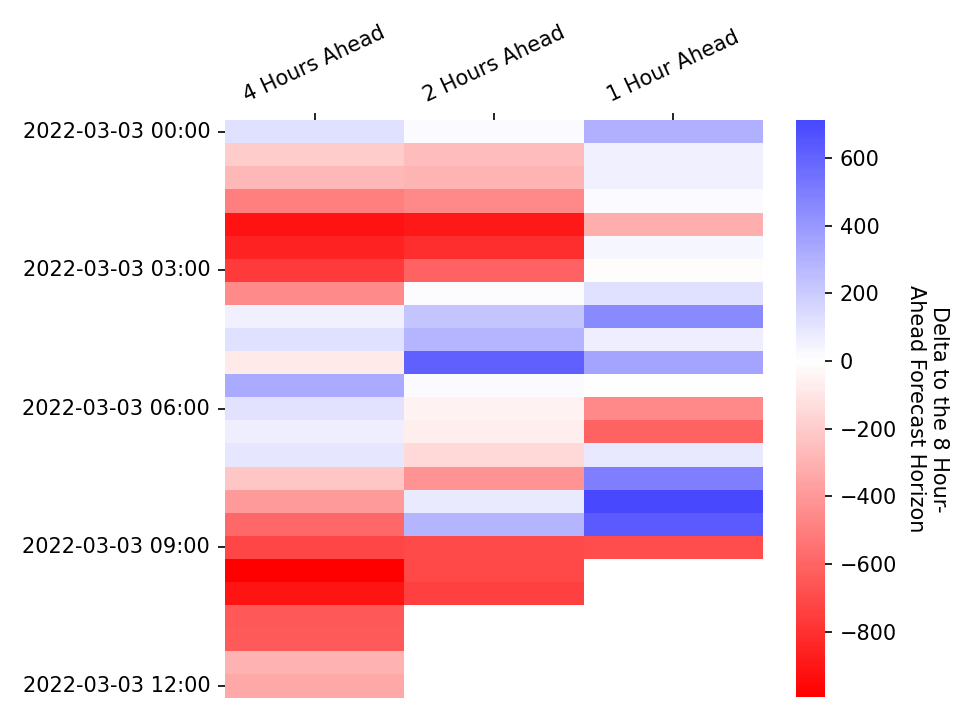 4 Hours Ahead
2 Hours Ahead
1 Hour Ahead
2022-03-03 00:00
2022-03-03 03:00
2022-03-03 06:00
2022-03-03 09:00
2022-03-03 12:00
600
400
200
0
−200
−400
−600
−800
Delta to the 8 Hour-
Ahead Forecast Horizon